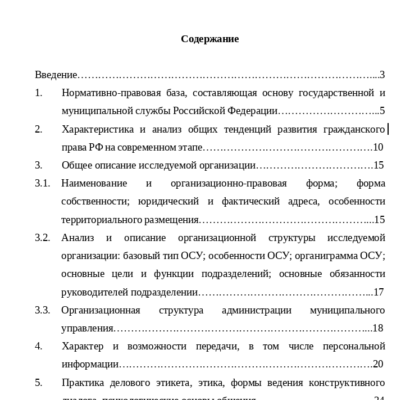 Содержание
Введение……………………………………………………………………………...3
1. Нормативно-правовая база, составляющая основу государственной и
муниципальной службы Российской Федерации………………………...5
2. Характеристика и анализ общих тенденций развития гражданского
права РФ на современном этапе………………………………………….10
3. Общее описание исследуемой организации…………………………….15
3.1. Наименование и организационно-правовая форма; форма
собственности; юридический и фактический адреса, особенности
территориального размещения…………………………………………...15
3.2. Анализ и описание организационной структуры исследуемой
организации: базовый тип ОСУ; особенности ОСУ; органиграмма ОСУ;
основные цели и функции подразделений; основные обязанности
руководителей подразделении…………………………………………...17
3.3. Организационная структура администрации муниципального
управления………………………………………………………………...18
4. Характер и возможности передачи, в том числе персональной
информации……………………………………………………………….20
5. Практика делового этикета, этика, формы ведения конструктивного